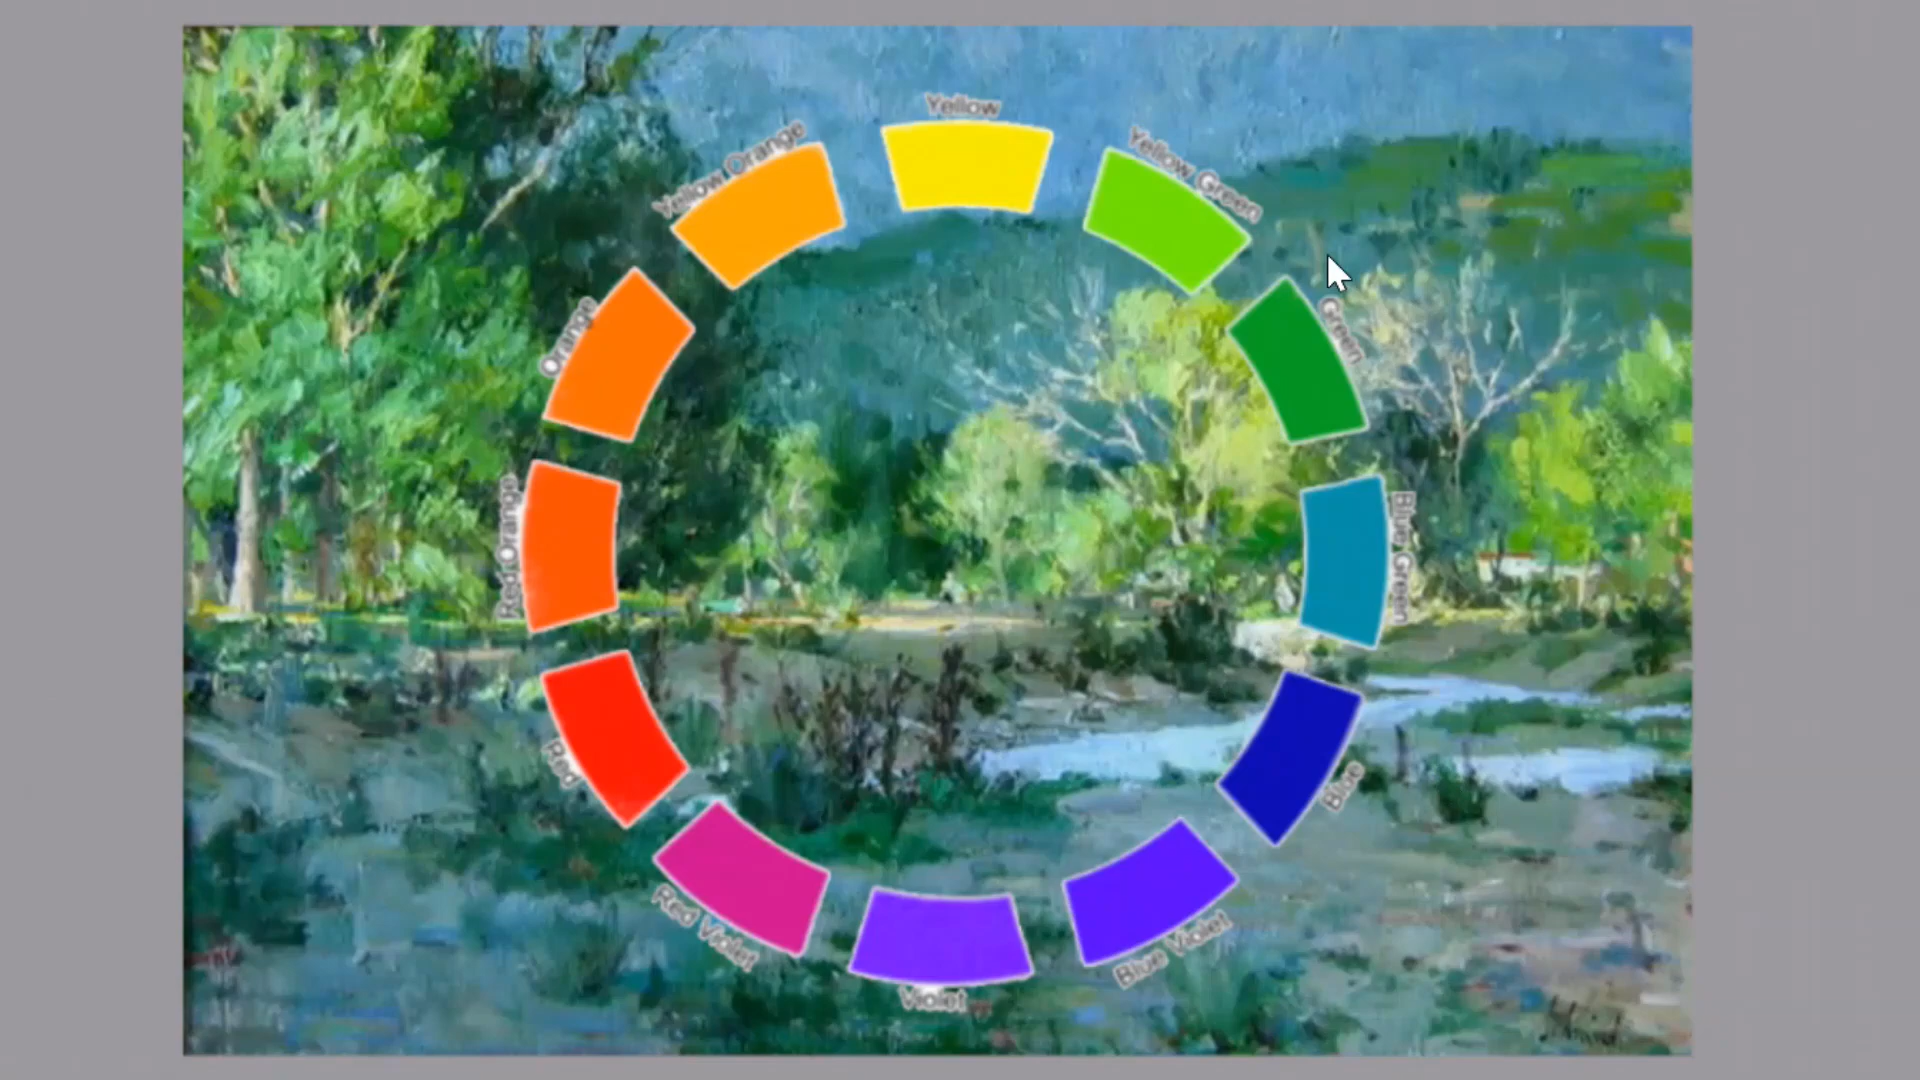 Yellow
Yellow Green
Green
Blue Green
Blue
Blue Violet
Violet
Red Violet
Red
Red Orange
Orange
Yellow Orange